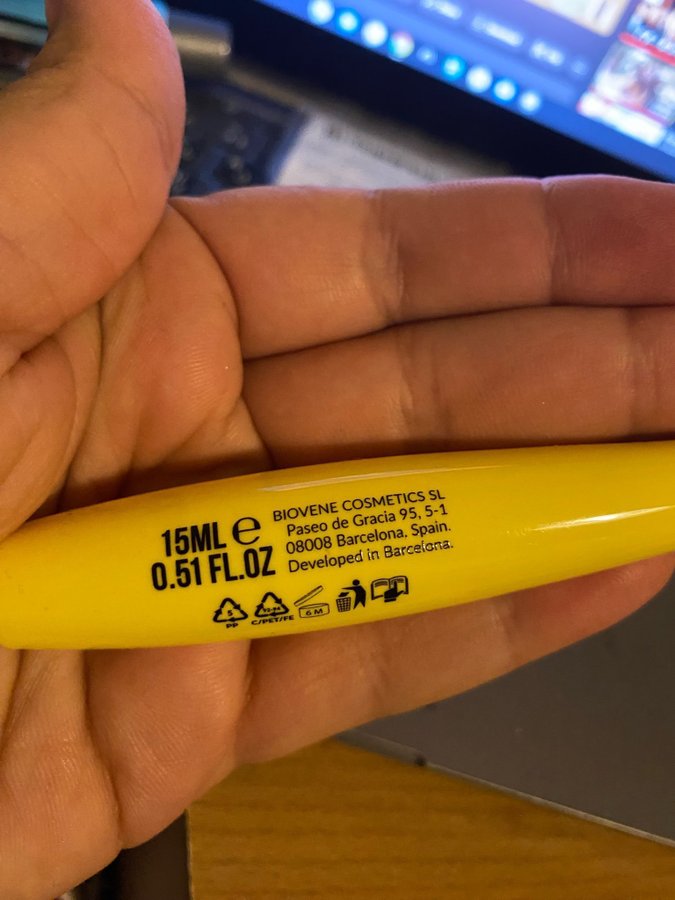 15ML e
0.51 FL.OZ
BIOVENE COSMETICS SL
Paseo de Gracia 95, 5-1
08008 Barcelona, Spain.
Developed in Barcelona.
5
PP
C/PET/FE
6 M